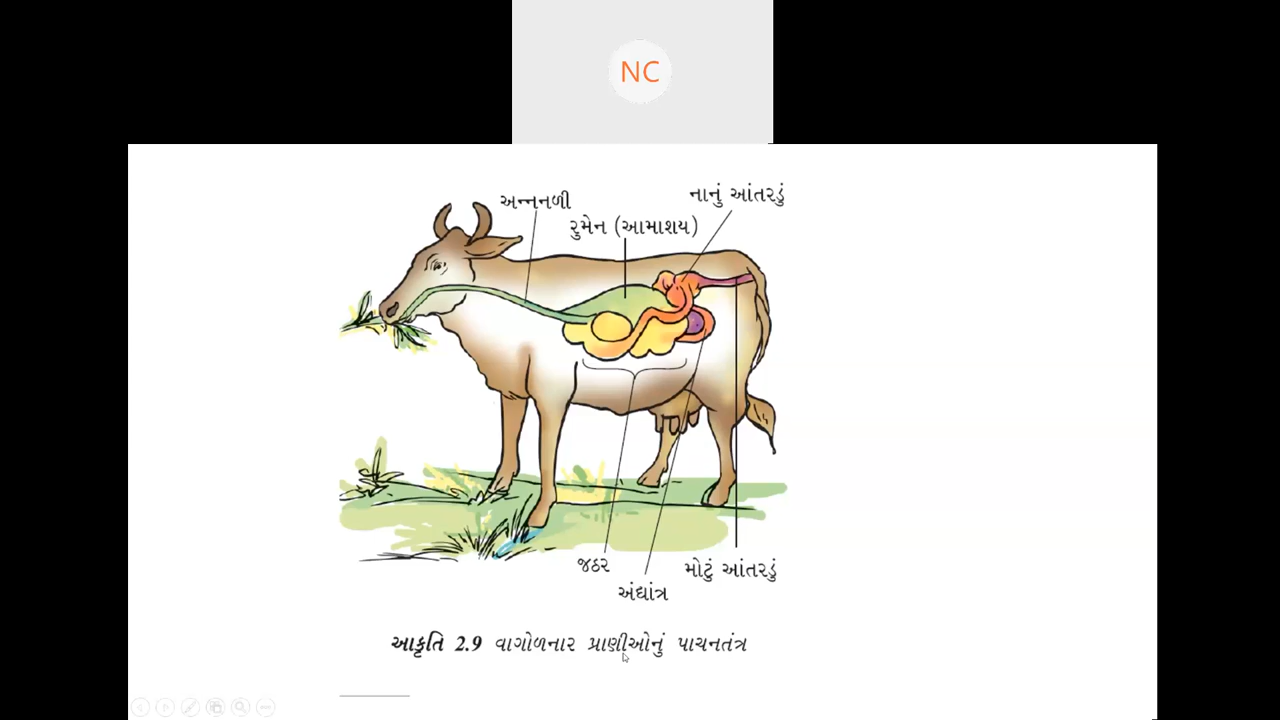 NC
અન્નનળી
નાનું આંતરડું
રુમેન (આમાશય)
જઠર
મોટું આંતરડું
અંધાંત્ર
આકૃતિ 2.9 વાગોળનાર પ્રાણીઓનું પાચનતંત્ર